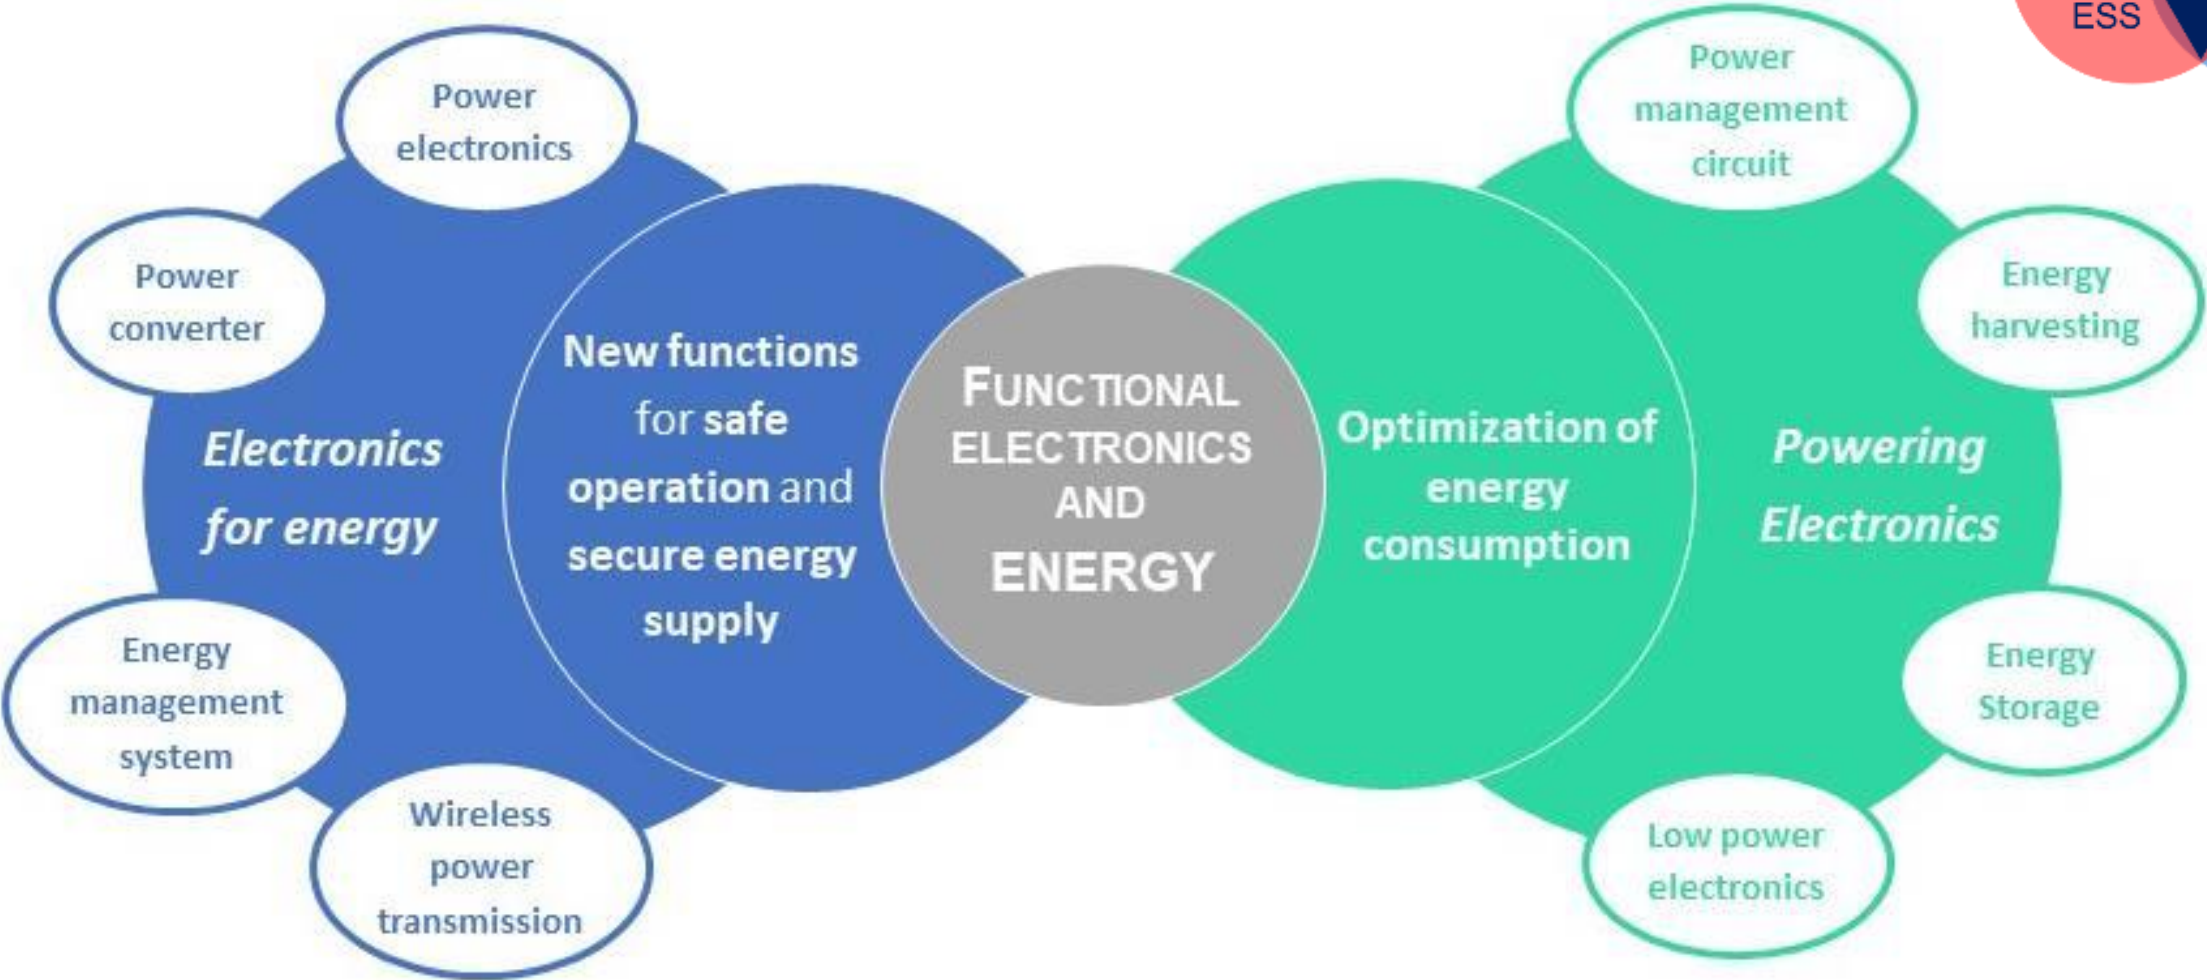 ESS
Power
electronics
Power
converter
Electronics
for energy
Energy
management
system
Wireless
power
transmission
New functions
for safe
operation and
secure energy
supply
FUNCTIONAL
ELECTRONICS
AND
ENERGY
Optimization of
energy
consumption
Powering
Electronics
Power
management
circuit
Energy
harvesting
Energy
Storage
Low power
electronics